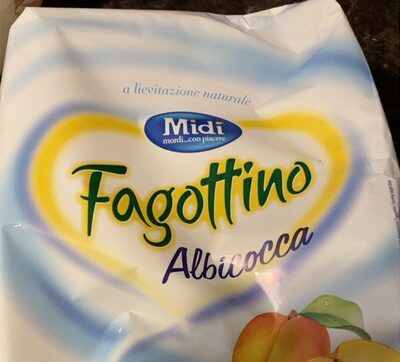 a lievitazione naturale
Midi
mordi...con piacere
Fagottino
Albicocca